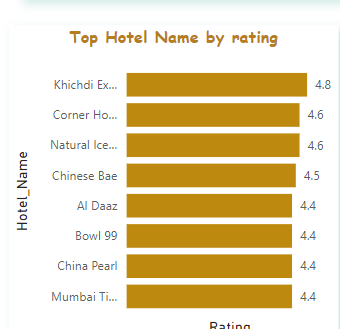 Top Hotel Name by rating
Khichdi Ex... 4.8
Corner Ho... 4.6
Natural Ice... 4.6
Chinese Bae 4.5
Al Daaz 4.4
Bowl 99 4.4
China Pearl 4.4
Mumbai Ti... 4.4
Hotel_Name
Rating